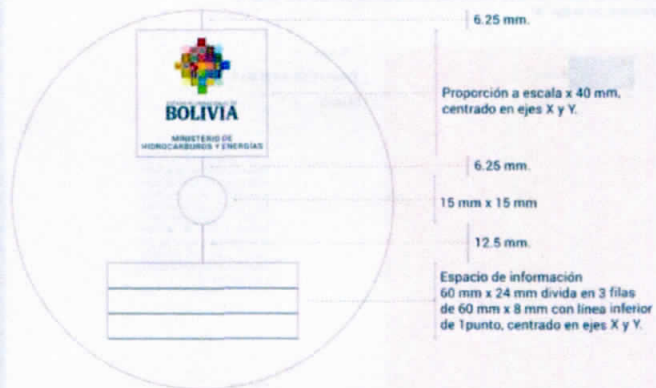 6.25 mm.
BOLIVIA
MINISTERIO DE
HIDROCARBUROS Y ENERGÍAS
Proporción a escala x 40 mm,
centrado en ejes X y Y.
6.25 mm.
15 mm x 15 mm
12.5 mm.
Espacio de información
60 mm x 24 mm divida en 3 filas
de 60 mm x 8 mm con línea inferior
de 1punto, centrado en ejes X y Y.